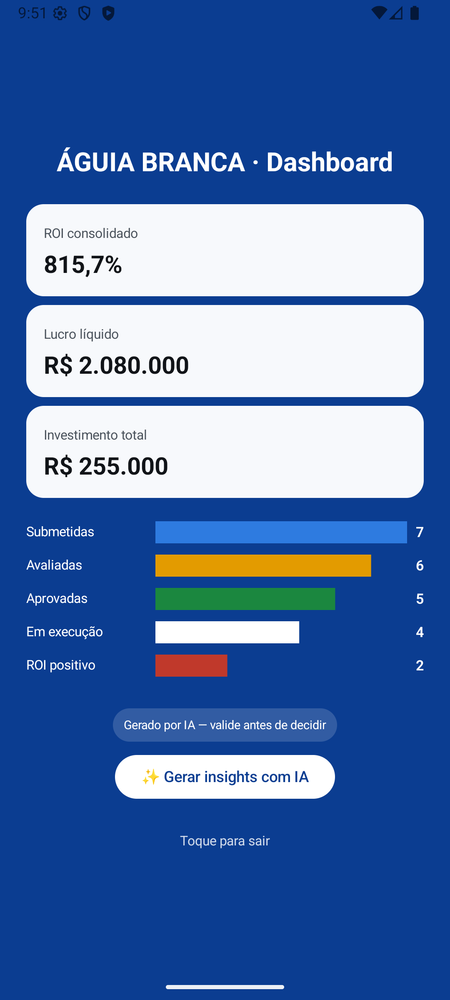 9:51
ÁGUIA BRANCA · Dashboard
ROI consolidado
815,7%
Lucro líquido
R$ 2.080.000
Investimento total
R$ 255.000
Submetidas 7
Avaliadas 6
Aprovadas 5
Em execução 4
ROI positivo 2
Gerado por IA — valide antes de decidir
✨ Gerar insights com IA
Toque para sair